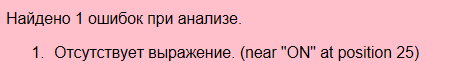 Найдено 1 ошибок при анализе.
1. Отсутствует выражение. (near "ON" at position 25)